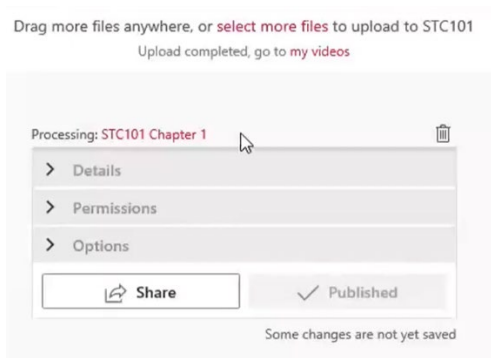 Drag more files anywhere, or select more files to upload to STC101
Upload completed, go to my videos
Processing: STC101 Chapter 1
Details
Permissions
Options
Share
Published
Some changes are not yet saved